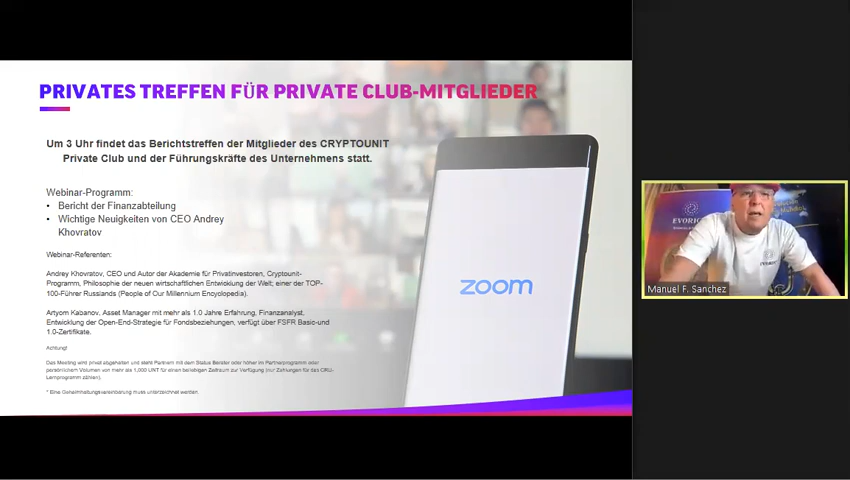 PRIVATES TREFFEN FÜR PRIVATE CLUB-MITGLIEDER
Um 3 Uhr findet das Berichtstreffen der Mitglieder des CRYPTOUNIT
Private Club und der Führungskräfte des Unternehmens statt.
Webinar-Programm:
• Bericht der Finanzabteilung
• Wichtige Neuigkeiten von CEO Andrey
Khovratov
Webinar-Referenten:
Andrey Khovratov, CEO und Autor der Akademie für Privatinvestoren, Cryptounit-
Programm, Philosophie der neuen wirtschaftlichen Entwicklung der Welt; einer der TOP-
100-Führer Russlands (People of Our Millennium Encyclopedia).
Artyom Kabanov, Asset Manager mit mehr als 1.0 Jahre Erfahrung, Finanzanalyst,
Entwicklung der Open-End-Strategie für Fondsbeziehungen, verfügt über FSFR Basic-und
1.0-Zertifikate.
Achtung!
Das Meeting wird privat abgehalten und steht Partnern mit dem Status Berater oder höher im Partnerprogramm oder
persönlichem Volumen von mehr als 1,000 UNT für einen beliebigen Zeitraum zur Verfügung (nur Zahlungen für das CRU-
Lernprogramm zählen).
* Eine Geheimhaltungsvereinbarung muss unterzeichnet werden.
zoom
EVORICH
Manuel F. Sanchez